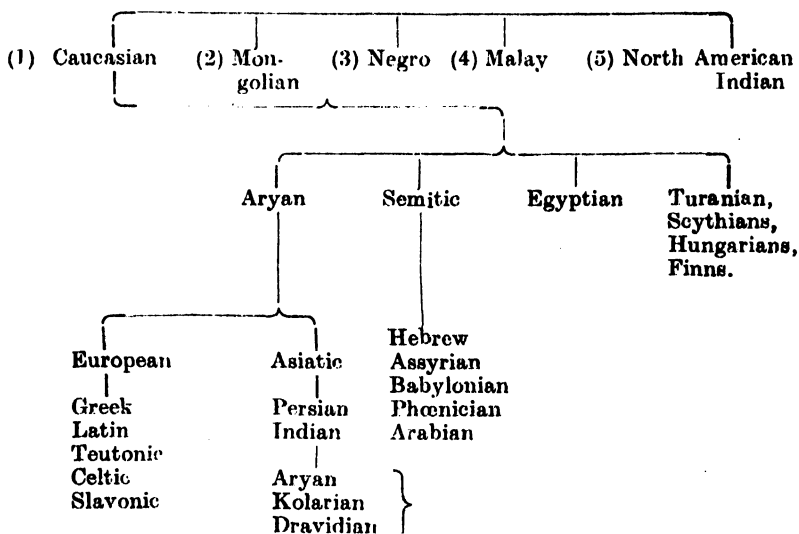 (1) Caucasian (2) Mon- (3) Negro (4) Malay (5) North American
golian Indian
Aryan Semitic Egyptian Turanian,
Scythians,
Hungarians,
Finns.
Hebrew
European Asiatic Assyrian
Babylonian
Greek Persian Phœnician
Latin Indian Arabian
Teutonic
Celtic Aryan
Slavonic Kolarian
Dravidian